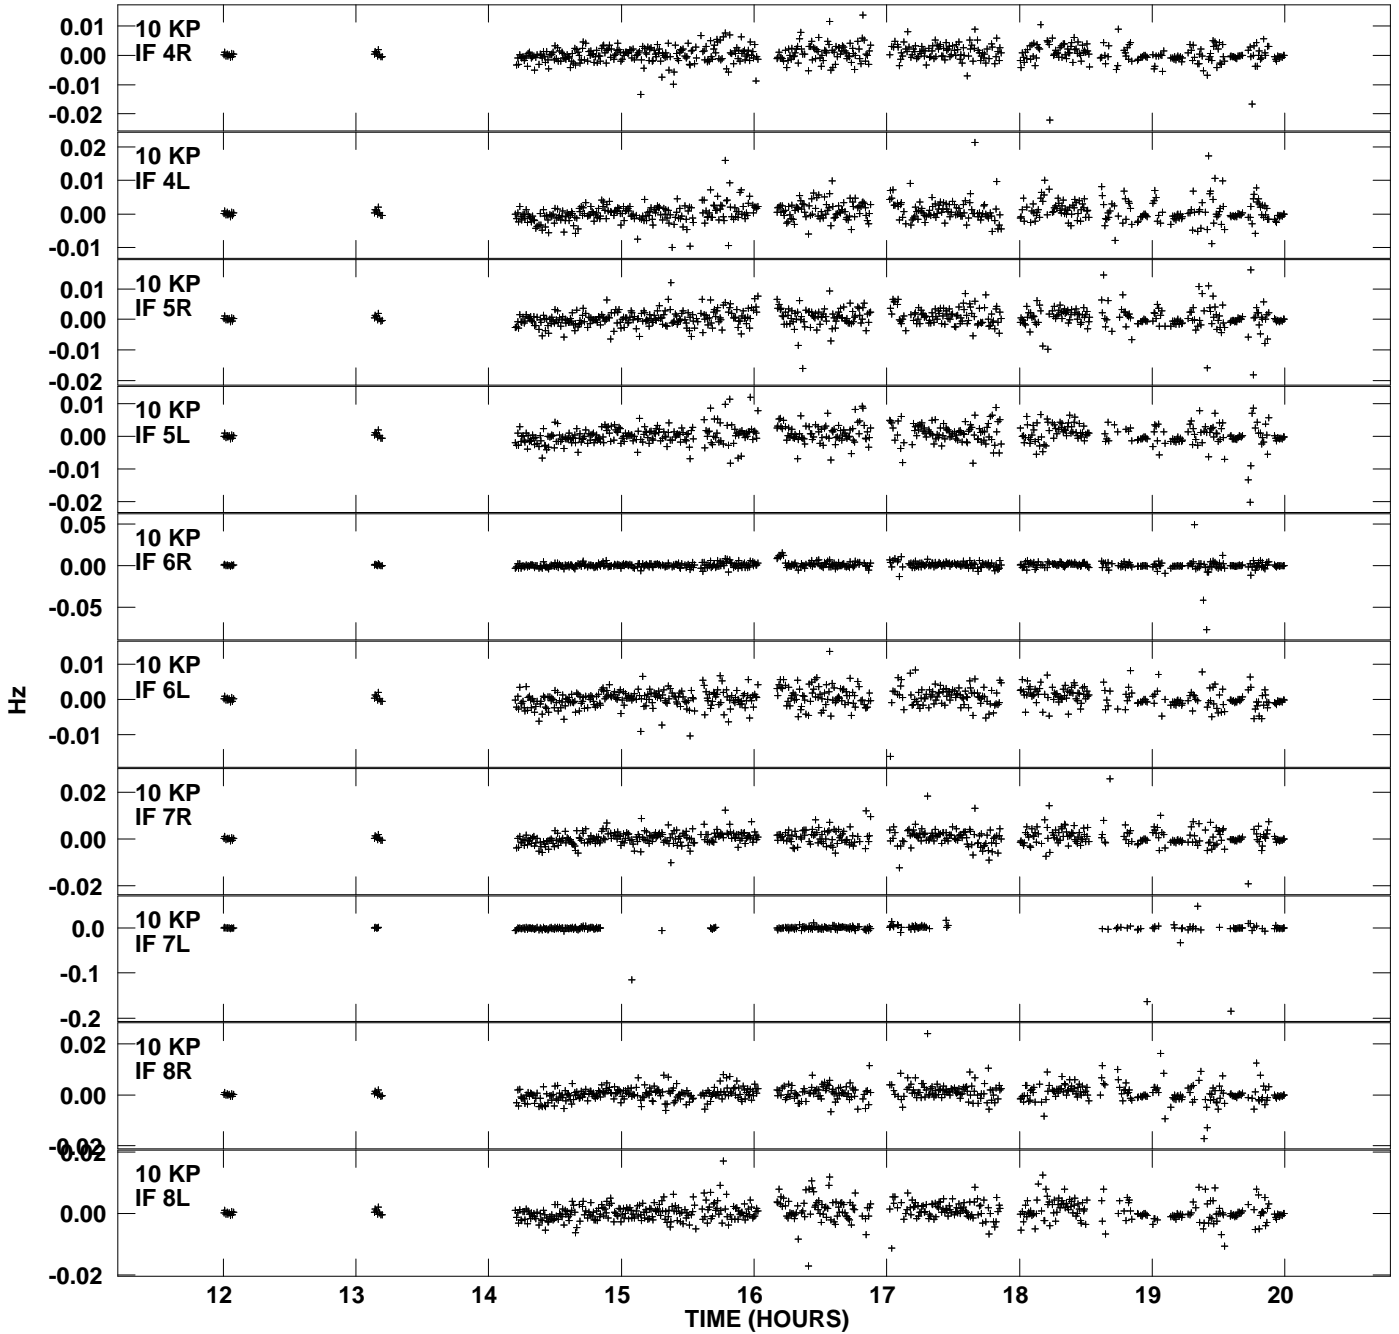 0.01
0.00
-0.01
-0.02
10 KP
IF 4R
0.02
0.01
0.00
-0.01
10 KP
IF 4L
0.01
0.00
-0.01
-0.02
10 KP
IF 5R
0.01
0.00
-0.01
-0.02
10 KP
IF 5L
0.05
0.00
-0.05
10 KP
IF 6R
0.01
0.00
-0.01
10 KP
IF 6L
0.02
0.00
-0.02
10 KP
IF 7R
0.0
-0.1
-0.2
10 KP
IF 7L
0.02
0.00
-0.02
10 KP
IF 8R
0.02
0.00
-0.02
10 KP
IF 8L
Hz
12 13 14 15 16 17 18 19 20
TIME (HOURS)